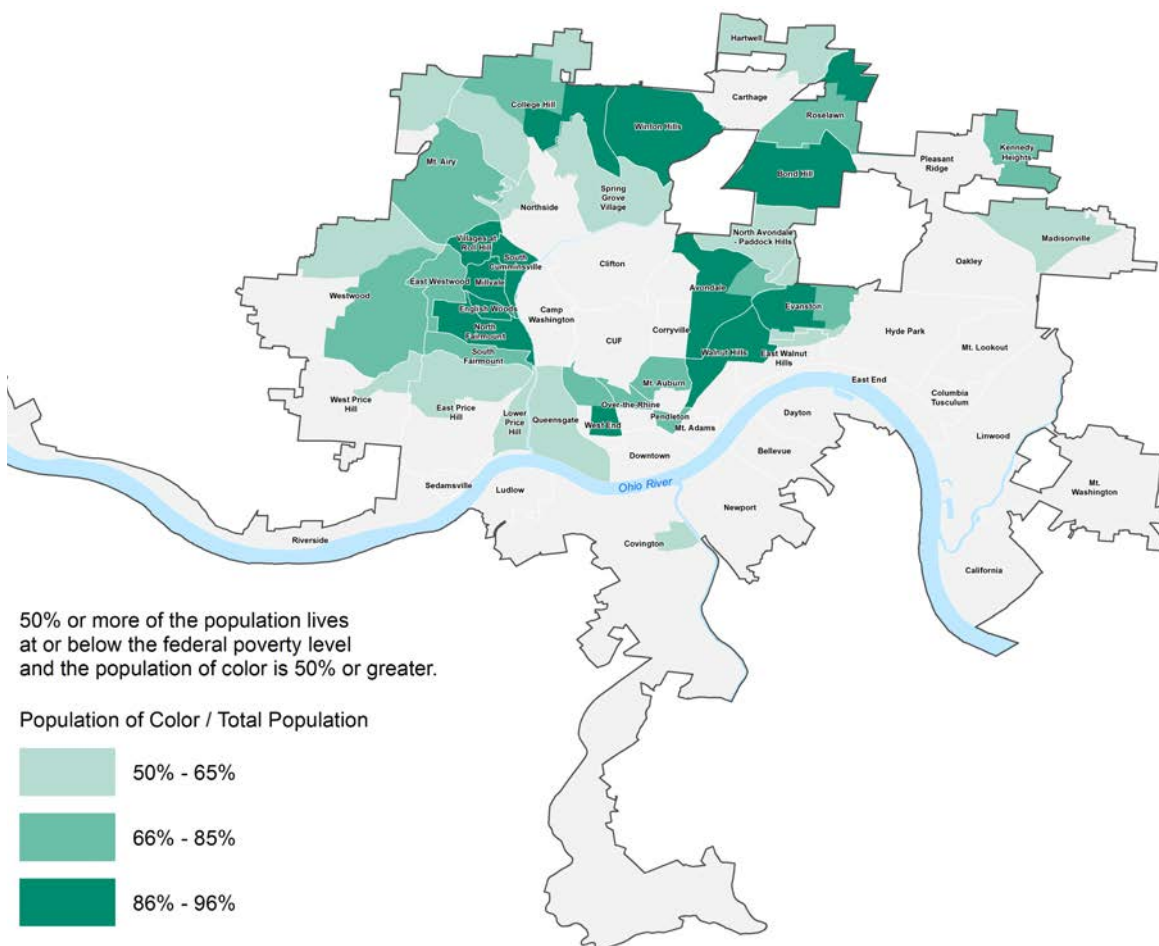 Hartwell
Carthage
College Hill
Winton Hills
Roselawn
Kennedy
Heights
Pleasant
Ridge
Mt. Airy
Bond Hill
Spring
Grove
Village
Northside
North Avondale
- Paddock Hills
Madisonville
Villages at
Roll Hill
South
Cumminsville
Clifton
Oakley
East Westwood
Millvale
Avondale
Westwood
English Woods
Camp
Washington
Evanston
North
Fairmount
Corryville
Hyde Park
CUF
Walnut Hills
Mt. Lookout
South
Fairmount
East Walnut
Hills
Mt. Auburn
East End
West Price
Hill
East Price
Hill
Over-the-Rhine
Columbia
Tusculum
Lower
Price
Hill
Queensgate
West End
Pendleton
Mt. Adams
Dayton
Linwood
Downtown
Bellevue
Sedamsville
Ludlow
Ohio River
Mt.
Washington
Newport
Riverside
Covington
California
50% or more of the population lives
at or below the federal poverty level
and the population of color is 50% or greater.
Population of Color / Total Population
50% - 65%
66% - 85%
86% - 96%